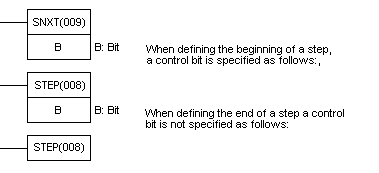 SNXT(009)
B
B: Bit
When defining the beginning of a step,
a control bit is specified as follows:,
STEP(008)
B
B: Bit
When defining the end of a step a control
bit is not specified as follows:
STEP(008)